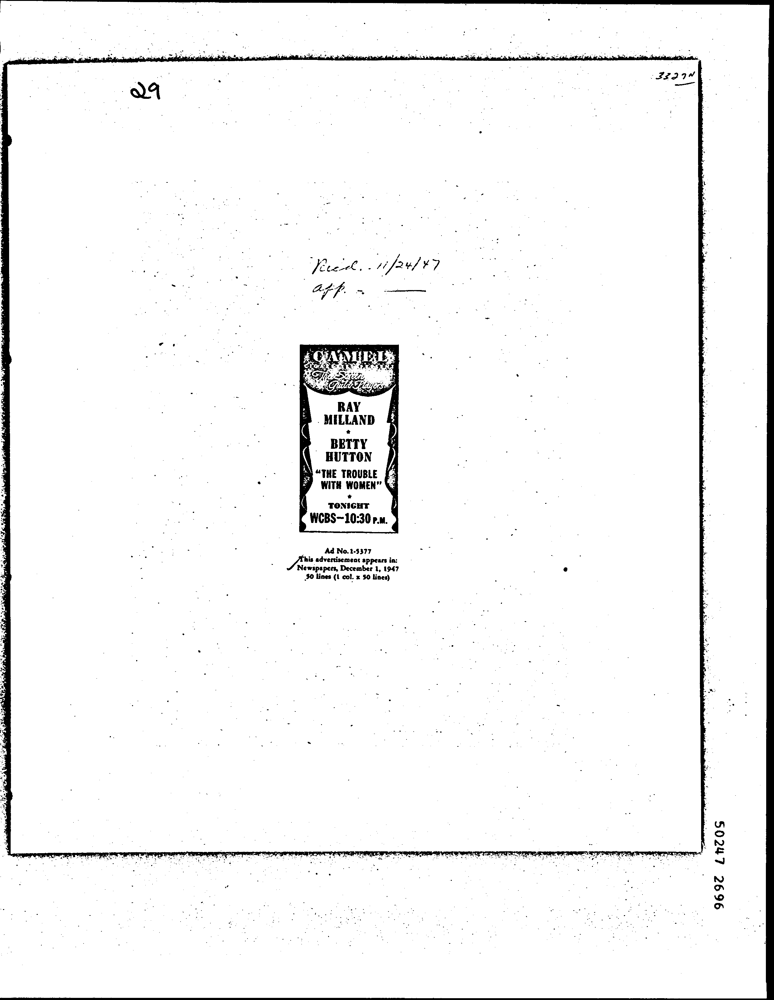 29
3327N
Recd. 11/24/47
app. -
CAMEL
The Screen
Guild Players
RAY
MILLAND
*
BETTY
HUTTON
"THE TROUBLE
WITH WOMEN"
*
TONIGHT
WCBS—10:30 P.M.
Ad No. 1-5377
This advertisement appears in:
Newspapers, December 1, 1947
50 lines (1 col. x 50 lines)
50247 2696